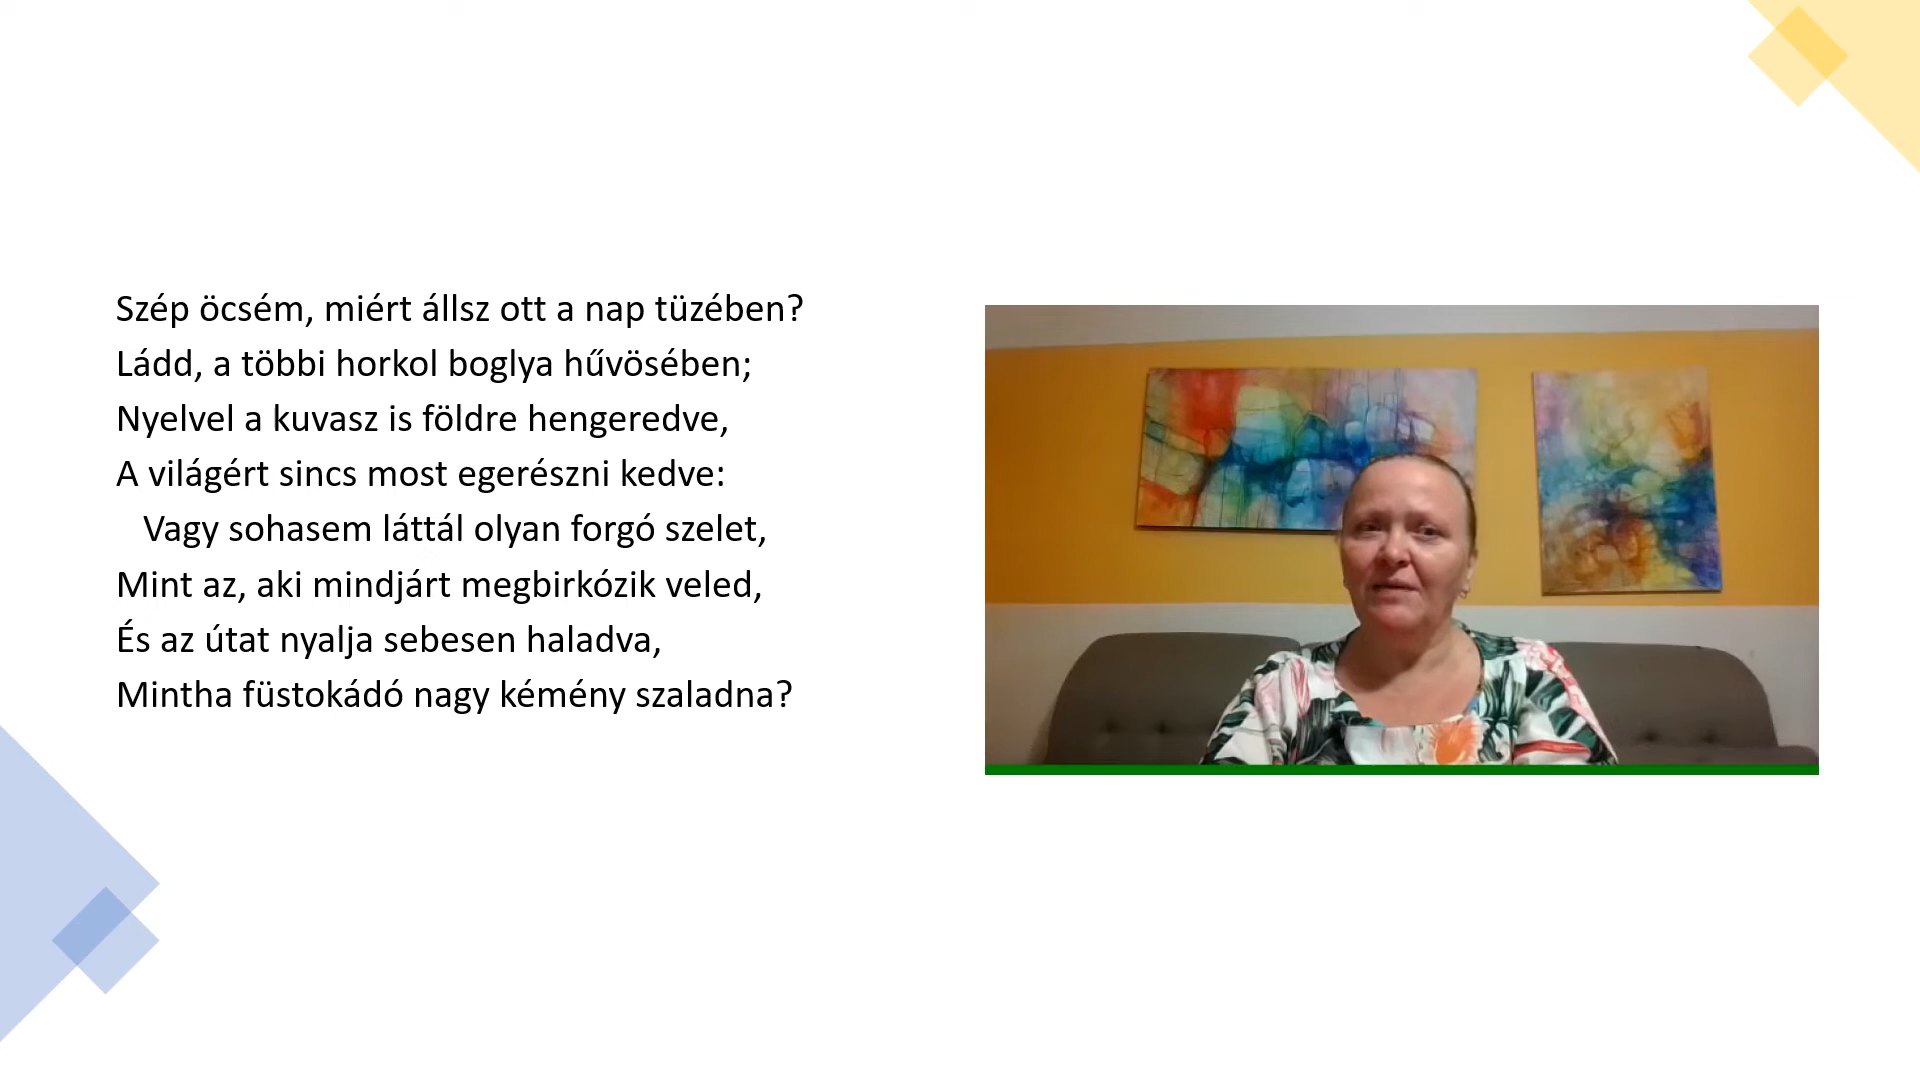 Szép öcsém, miért állsz ott a nap tüzében?
Ládd, a többi horkol boglya hűvösében;
Nyelvel a kuvasz is földre hengeredve,
A világért sincs most egerészni kedve:
Vagy sohasem láttál olyan forgó szelet,
Mint az, aki mindjárt megbirkózik veled,
És az útat nyalja sebesen haladva,
Mintha füstokádó nagy kémény szaladna?